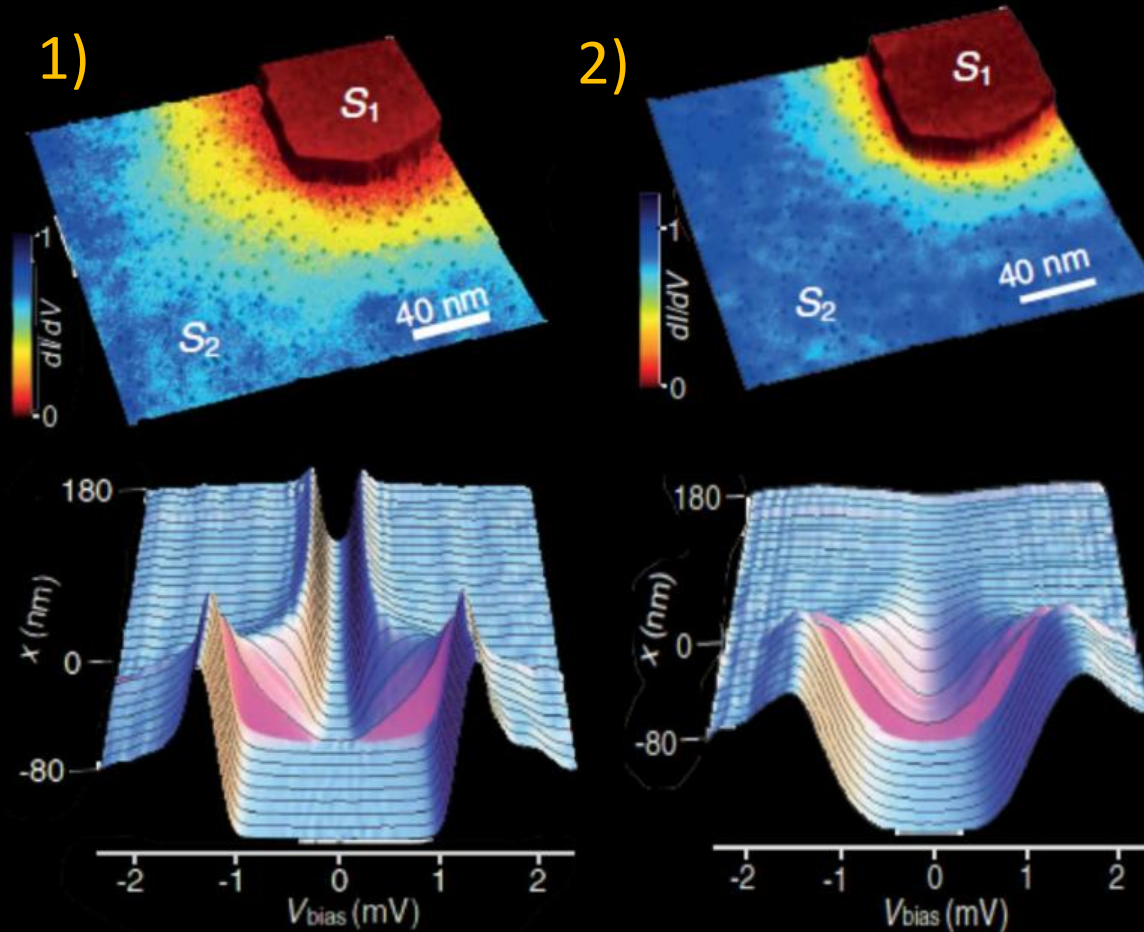 1)
S₁
S₂
40 nm
1
dI/dV
0
2)
S₁
S₂
40 nm
1
dI/dV
0
180
0
-80
x (nm)
-2 -1 0 1 2
Vbias (mV)
180
0
-80
x (nm)
-2 -1 0 1 2
Vbias (mV)